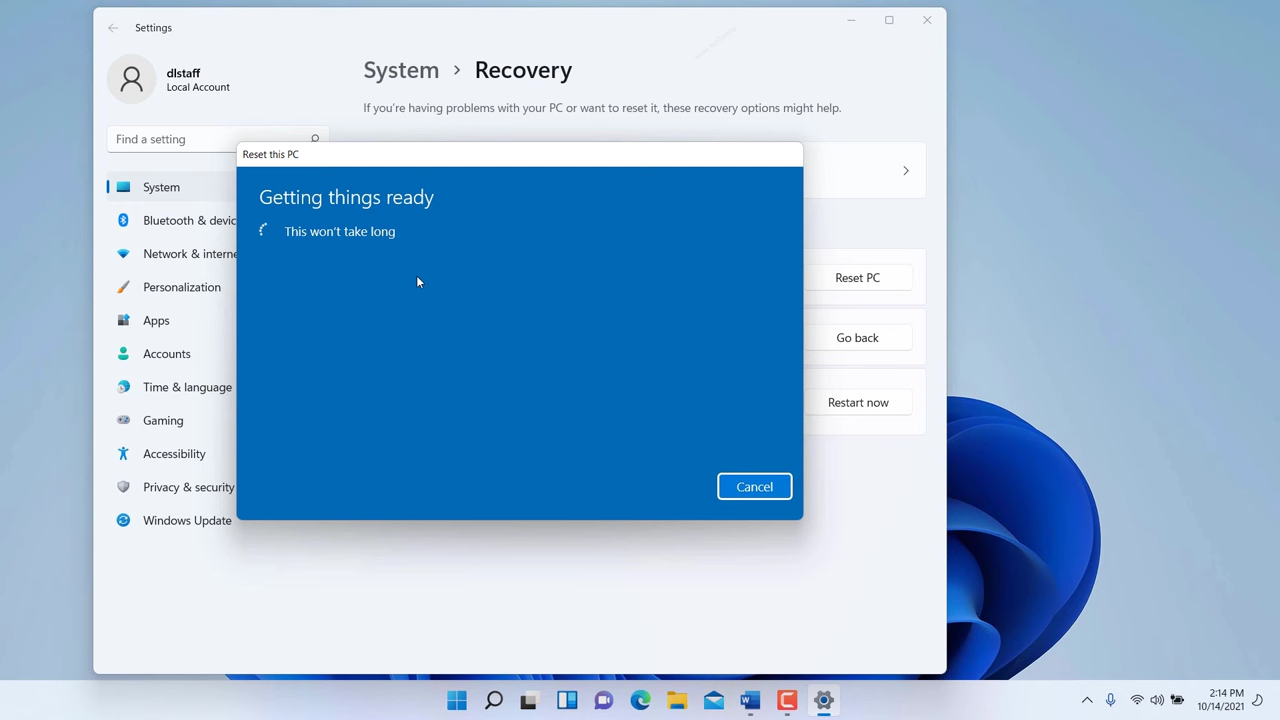 Settings
dlstaff
Local Account
Find a setting
System
Bluetooth & devic
Network & interne
Personalization
Apps
Accounts
Time & language
Gaming
Accessibility
Privacy & security
Windows Update
System > Recovery
If you're having problems with your PC or want to reset it, these recovery options might help.
Reset PC
Go back
Restart now
Reset this PC
Getting things ready
This won't take long
Cancel
2:14 PM
10/14/2021